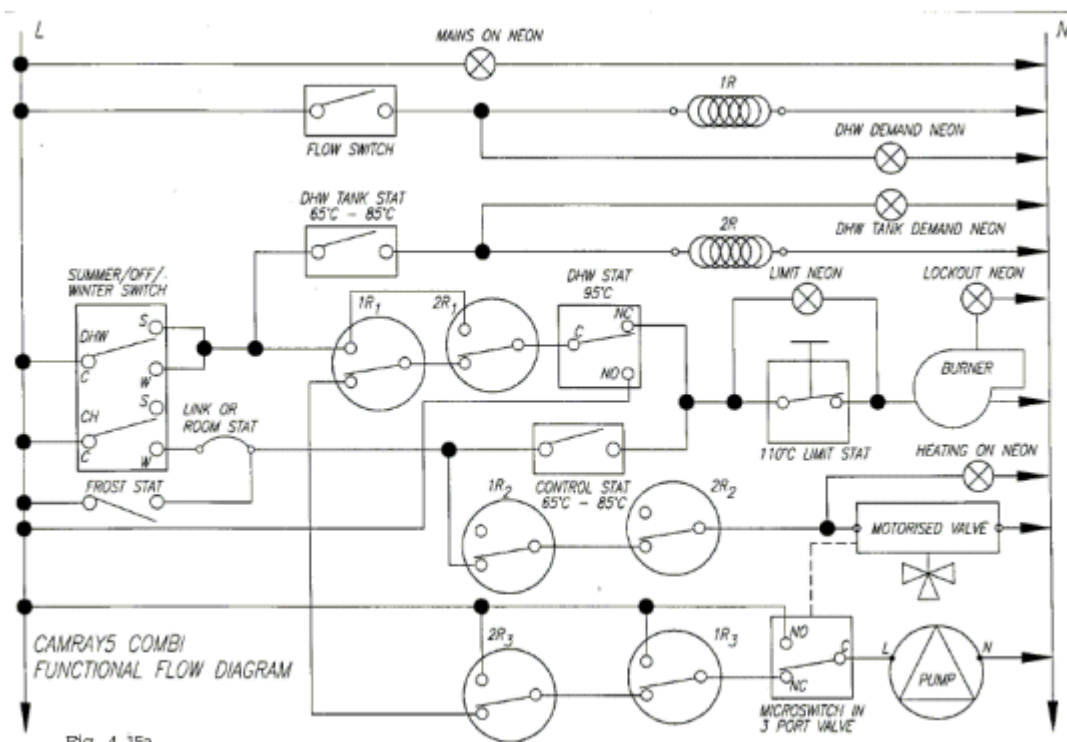 L
N
MAINS ON NEON
FLOW SWITCH
1R
DHW DEMAND NEON
DHW TANK STAT
65°C - 85°C
DHW TANK DEMAND NEON
2R
SUMMER/OFF/
WINTER SWITCH
DHW
S
C
W
CH
S
C
W
LINK OR
ROOM STAT
FROST STAT
1R1
2R1
DHW STAT
95°C
C
NC
NO
LIMIT NEON
LOCKOUT NEON
BURNER
110°C LIMIT STAT
CONTROL STAT
65°C - 85°C
HEATING ON NEON
1R2
2R2
MOTORISED VALVE
CAMRAY5 COMBI
FUNCTIONAL FLOW DIAGRAM
2R3
1R3
NO
C
NC
MICROSWITCH IN
3 PORT VALVE
L
N
PUMP